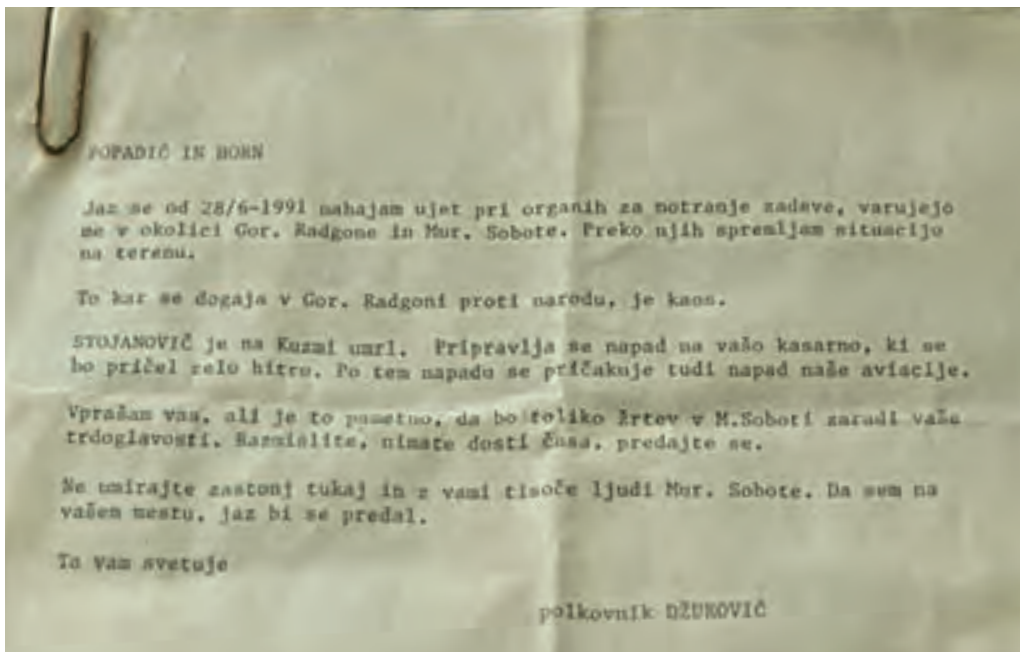 POPADIČ IN HORN
Jaz se od 28/6-1991 nahajam ujet pri organih za notranje zadeve, varujejo
me v okolici Gor. Radgone in Mur. Sobote. Preko njih spremljam situacijo
na terenu.
To kar se dogaja v Gor. Radgoni proti narodu, je kaos.
STOJANOVIČ je na Kuzmi umrl. Pripravlja se napad na vašo kasarno, ki se
bo pričel zelo hitro. Po tem napadu se pričakuje tudi napad naše aviacije.
Vprašam vas, ali je to pametno, da bo toliko žrtev v M.Soboti zaradi vaše
trdoglavosti. Razmislite, nimate dosti časa, predajte se.
Ne umirajte zastonj tukaj in z vami tisoče ljudi Mur. Sobote. Da sem na
vašem mestu, jaz bi se predal.
To Vam svetuje
polkovnik DŽUKOVIČ